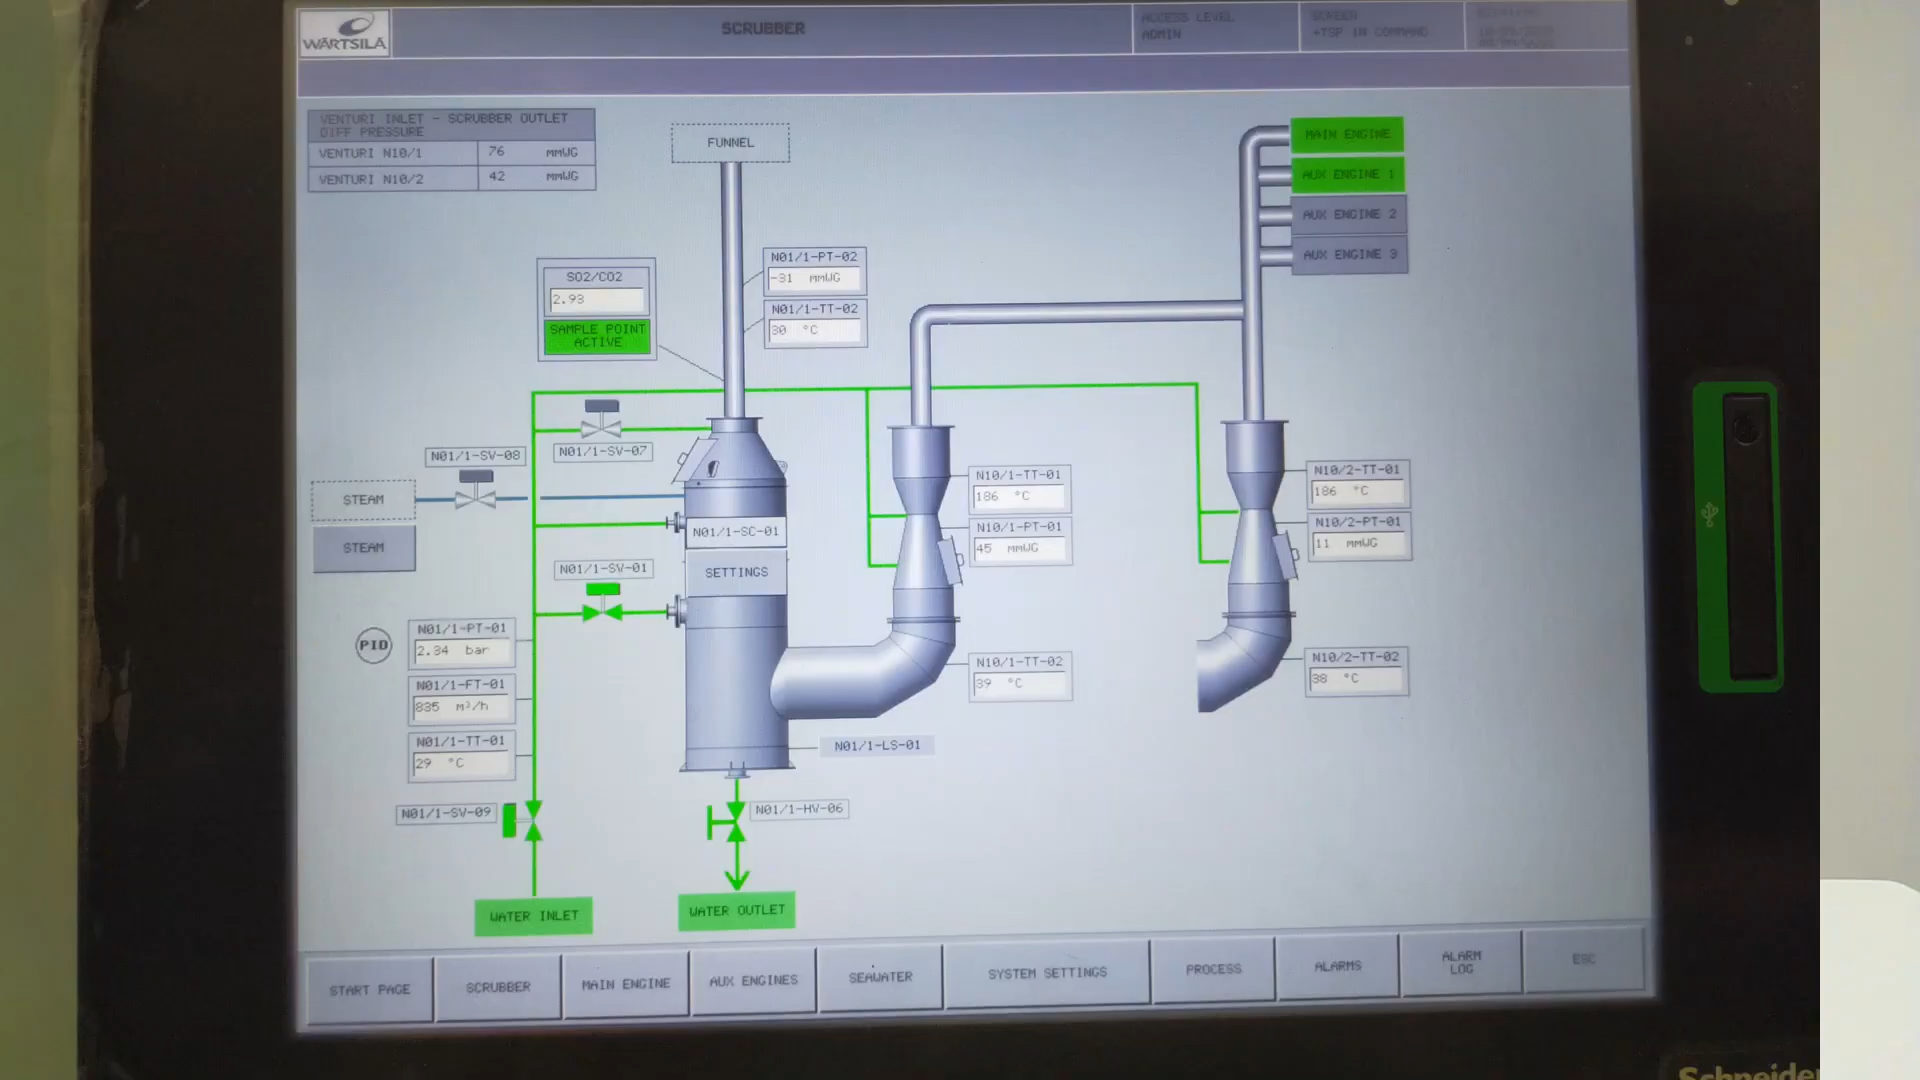 WÄRTSILÄ
SCRUBBER
ACCESS LEVEL
ADMIN
SCREEN
+TSP IN COMMAND
VENTURI INLET - SCRUBBER OUTLET
DIFF PRESSURE
VENTURI N10/1 76 mmWG
VENTURI N10/2 42 mmWG
FUNNEL
MAIN ENGINE
AUX ENGINE 1
AUX ENGINE 2
AUX ENGINE 3
SO2/CO2
2.93
SAMPLE POINT
ACTIVE
N01/1-PT-02
-31 mmWG
N01/1-TT-02
30 °C
N01/1-SV-07
N01/1-SV-08
STEAM
STEAM
N01/1-SC-01
SETTINGS
N01/1-SV-01
N10/1-TT-01
186 °C
N10/1-PT-01
45 mmWG
N10/2-TT-01
186 °C
N10/2-PT-01
11 mmWG
PID
N01/1-PT-01
2.34 bar
N01/1-FT-01
835 m³/h
N01/1-TT-01
29 °C
N10/1-TT-02
39 °C
N10/2-TT-02
38 °C
N01/1-LS-01
N01/1-SV-09
N01/1-HV-06
WATER INLET
WATER OUTLET
START PAGE
SCRUBBER
MAIN ENGINE
AUX ENGINES
SEAWATER
SYSTEM SETTINGS
PROCESS
ALARMS
ALARM
LOG
ESC
Schneider